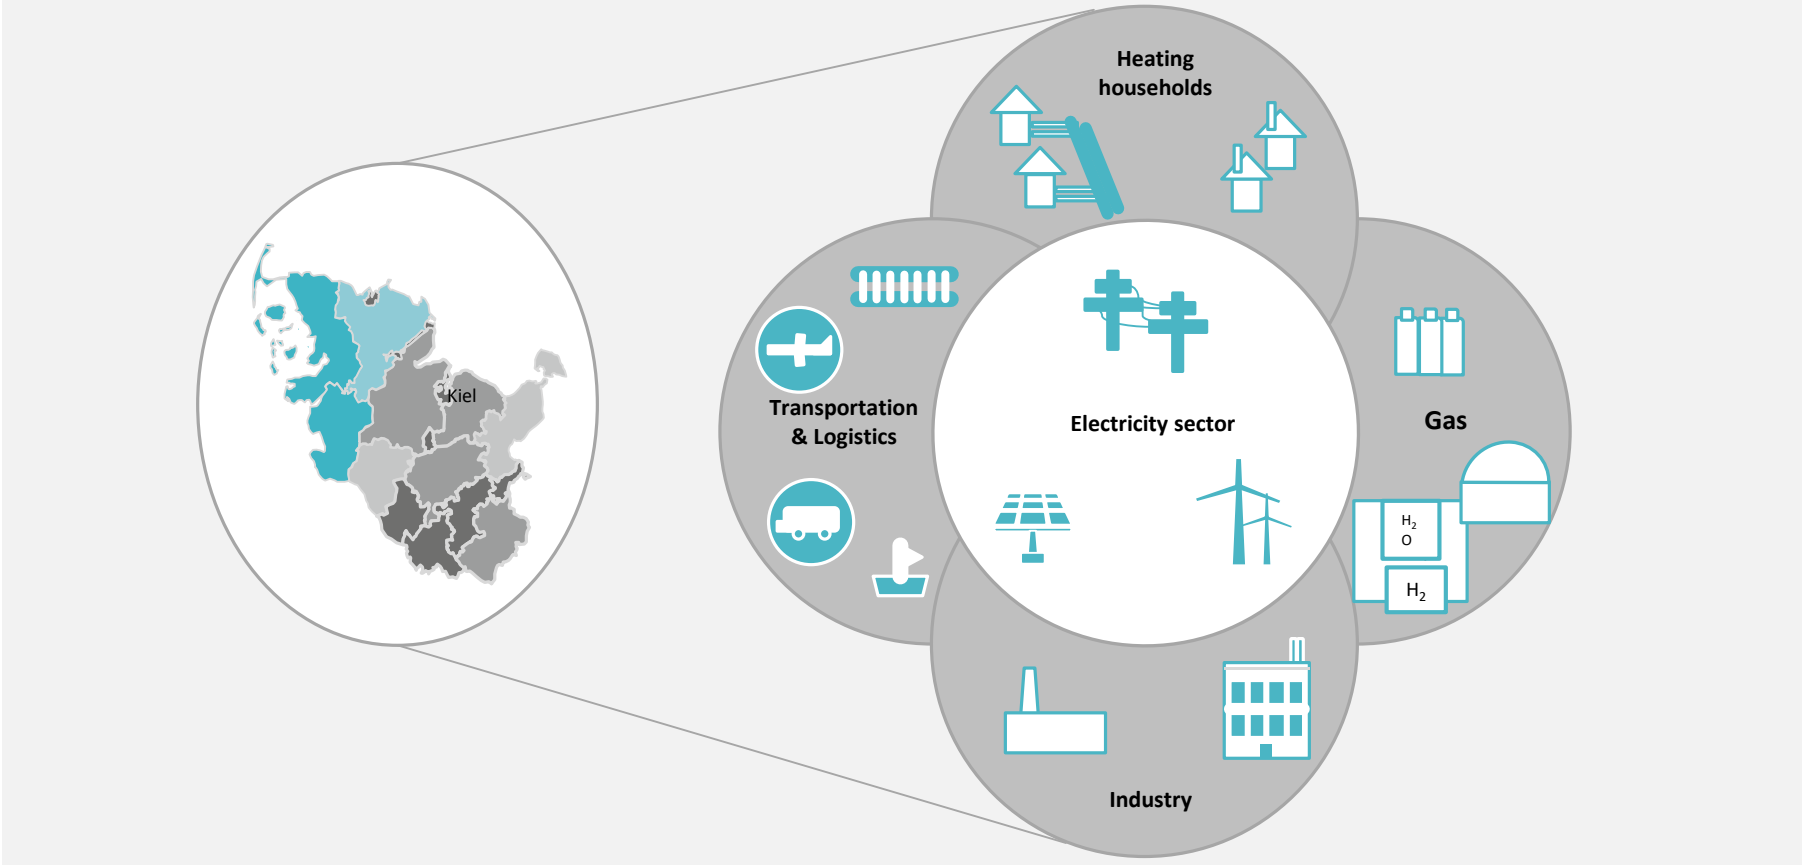 Heating
households
Kiel
Transportation
& Logistics
Electricity sector
Gas
H₂
O
H₂
Industry